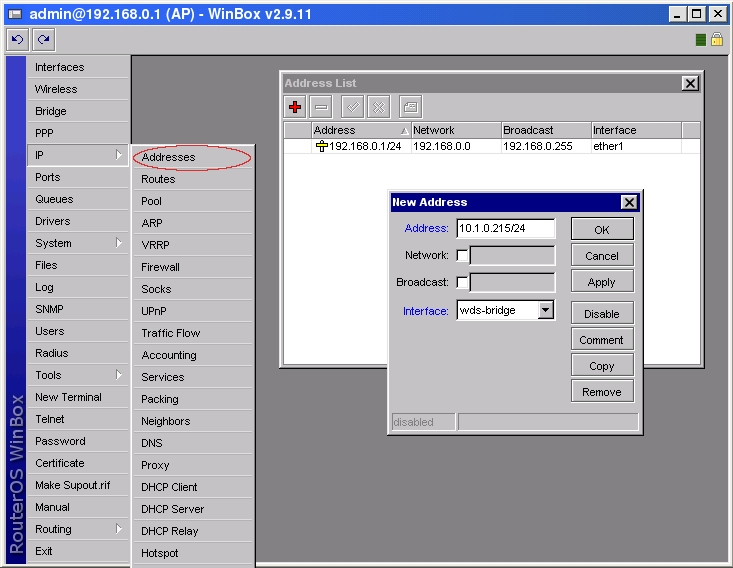 admin@192.168.0.1 (AP) - WinBox v2.9.11
RouterOS WinBox
Interfaces
Wireless
Bridge
PPP
IP
Ports
Queues
Drivers
System
Files
Log
SNMP
Users
Radius
Tools
New Terminal
Telnet
Password
Certificate
Make Supout.rif
Manual
Routing
Exit
Addresses
Routes
Pool
ARP
VRRP
Firewall
Socks
UPnP
Traffic Flow
Accounting
Services
Packing
Neighbors
DNS
Proxy
DHCP Client
DHCP Server
DHCP Relay
Hotspot
Address List
Address Network Broadcast Interface
192.168.0.1/24 192.168.0.0 192.168.0.255 ether1
New Address
Address: 10.1.0.215/24
Network:
Broadcast:
Interface: wds-bridge
OK
Cancel
Apply
Disable
Comment
Copy
Remove
disabled